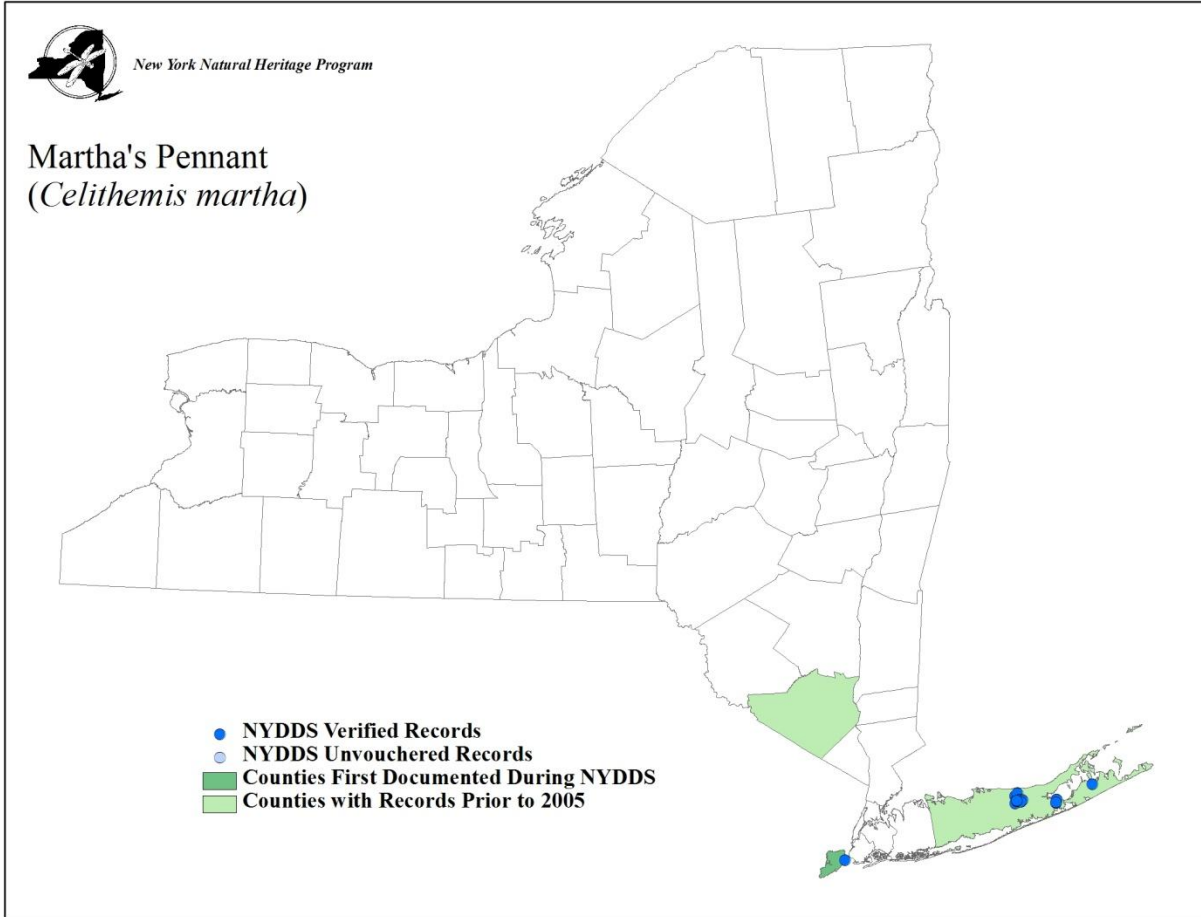 New York Natural Heritage Program
Martha's Pennant
(Celithemis martha)
NYDDS Verified Records
NYDDS Unvouchered Records
Counties First Documented During NYDDS
Counties with Records Prior to 2005